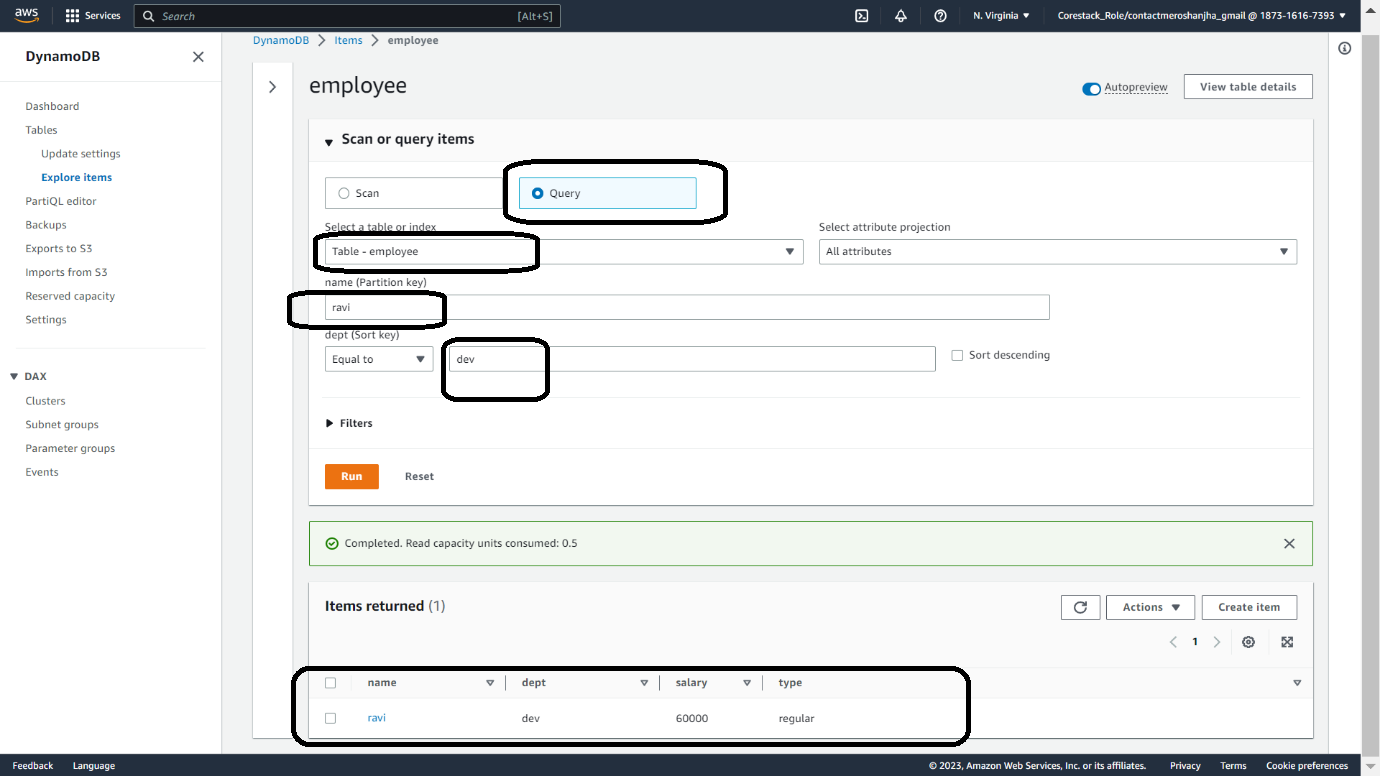 aws Services Search [Alt+S] N. Virginia Corestack_Role/contactmeroshanjha_gmail @ 1873-1616-7393
DynamoDB
Dashboard
Tables
Update settings
Explore items
PartiQL editor
Backups
Exports to S3
Imports from S3
Reserved capacity
Settings
DAX
Clusters
Subnet groups
Parameter groups
Events
DynamoDB Items employee
employee
Autopreview View table details
Scan or query items
Scan Query
Select a table or index Select attribute projection
Table - employee All attributes
name (Partition key)
ravi
dept (Sort key)
Equal to dev Sort descending
Filters
Run Reset
Completed. Read capacity units consumed: 0.5
Items returned (1) Actions Create item
1
name dept salary type
ravi dev 60000 regular
Feedback Language © 2023, Amazon Web Services, Inc. or its affiliates. Privacy Terms Cookie preferences